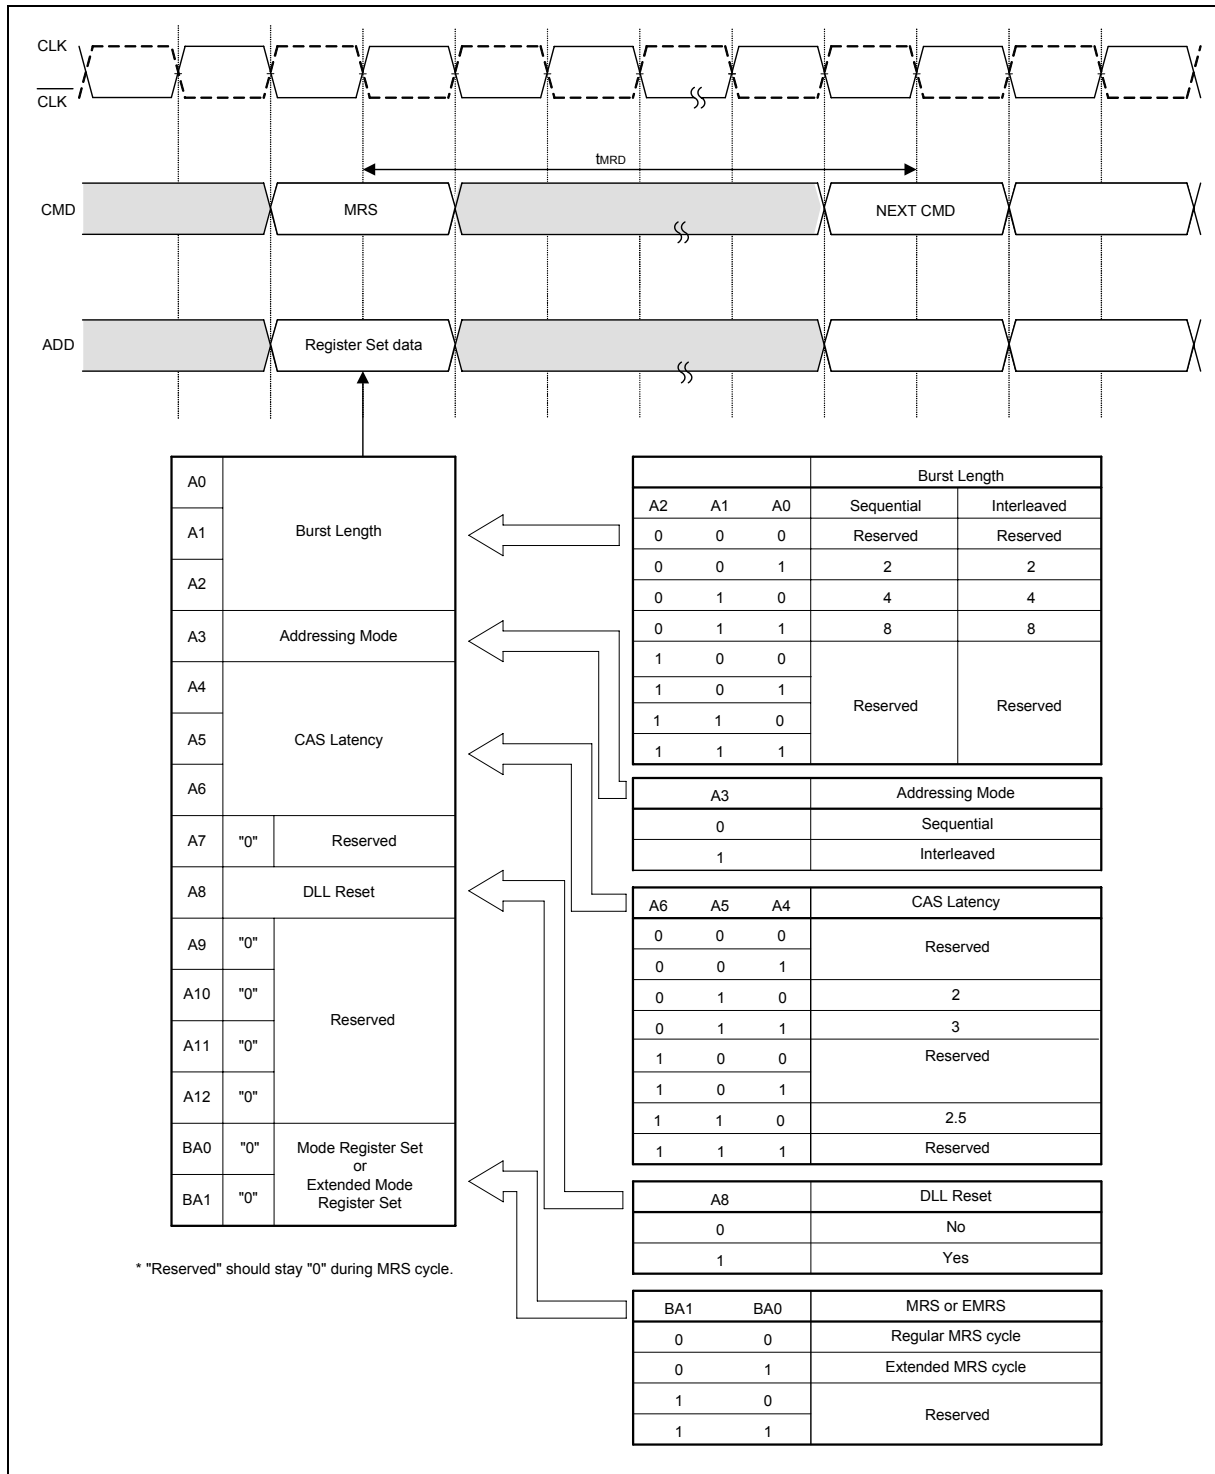 CLK
CLK
tMRD
CMD
MRS
NEXT CMD
ADD
Register Set data
A0
A1
A2
Burst Length
A3
Addressing Mode
A4
A5
A6
CAS Latency
A7
"0"
Reserved
A8
DLL Reset
A9
"0"
A10
"0"
A11
"0"
A12
"0"
Reserved
BA0
"0"
BA1
"0"
Mode Register Set
or
Extended Mode
Register Set
* "Reserved" should stay "0" during MRS cycle.
Burst Length
A2 A1 A0 Sequential Interleaved
0 0 0 Reserved Reserved
0 0 1 2 2
0 1 0 4 4
0 1 1 8 8
1 0 0
1 0 1
Reserved Reserved
1 1 0
1 1 1
A3 Addressing Mode
0 Sequential
1 Interleaved
A6 A5 A4 CAS Latency
0 0 0
Reserved
0 0 1
0 1 0 2
0 1 1 3
1 0 0 Reserved
1 0 1
1 1 0 2.5
1 1 1 Reserved
A8 DLL Reset
0 No
1 Yes
BA1 BA0 MRS or EMRS
0 0 Regular MRS cycle
0 1 Extended MRS cycle
1 0
Reserved
1 1